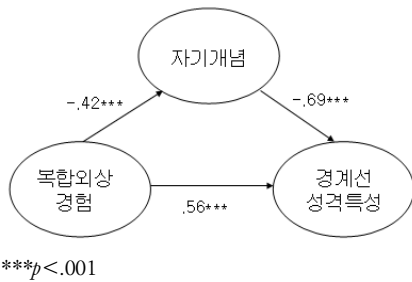 자기개념
-.42***
-.69***
복합외상
경험
경계선
성격특성
.56***
***p<.001